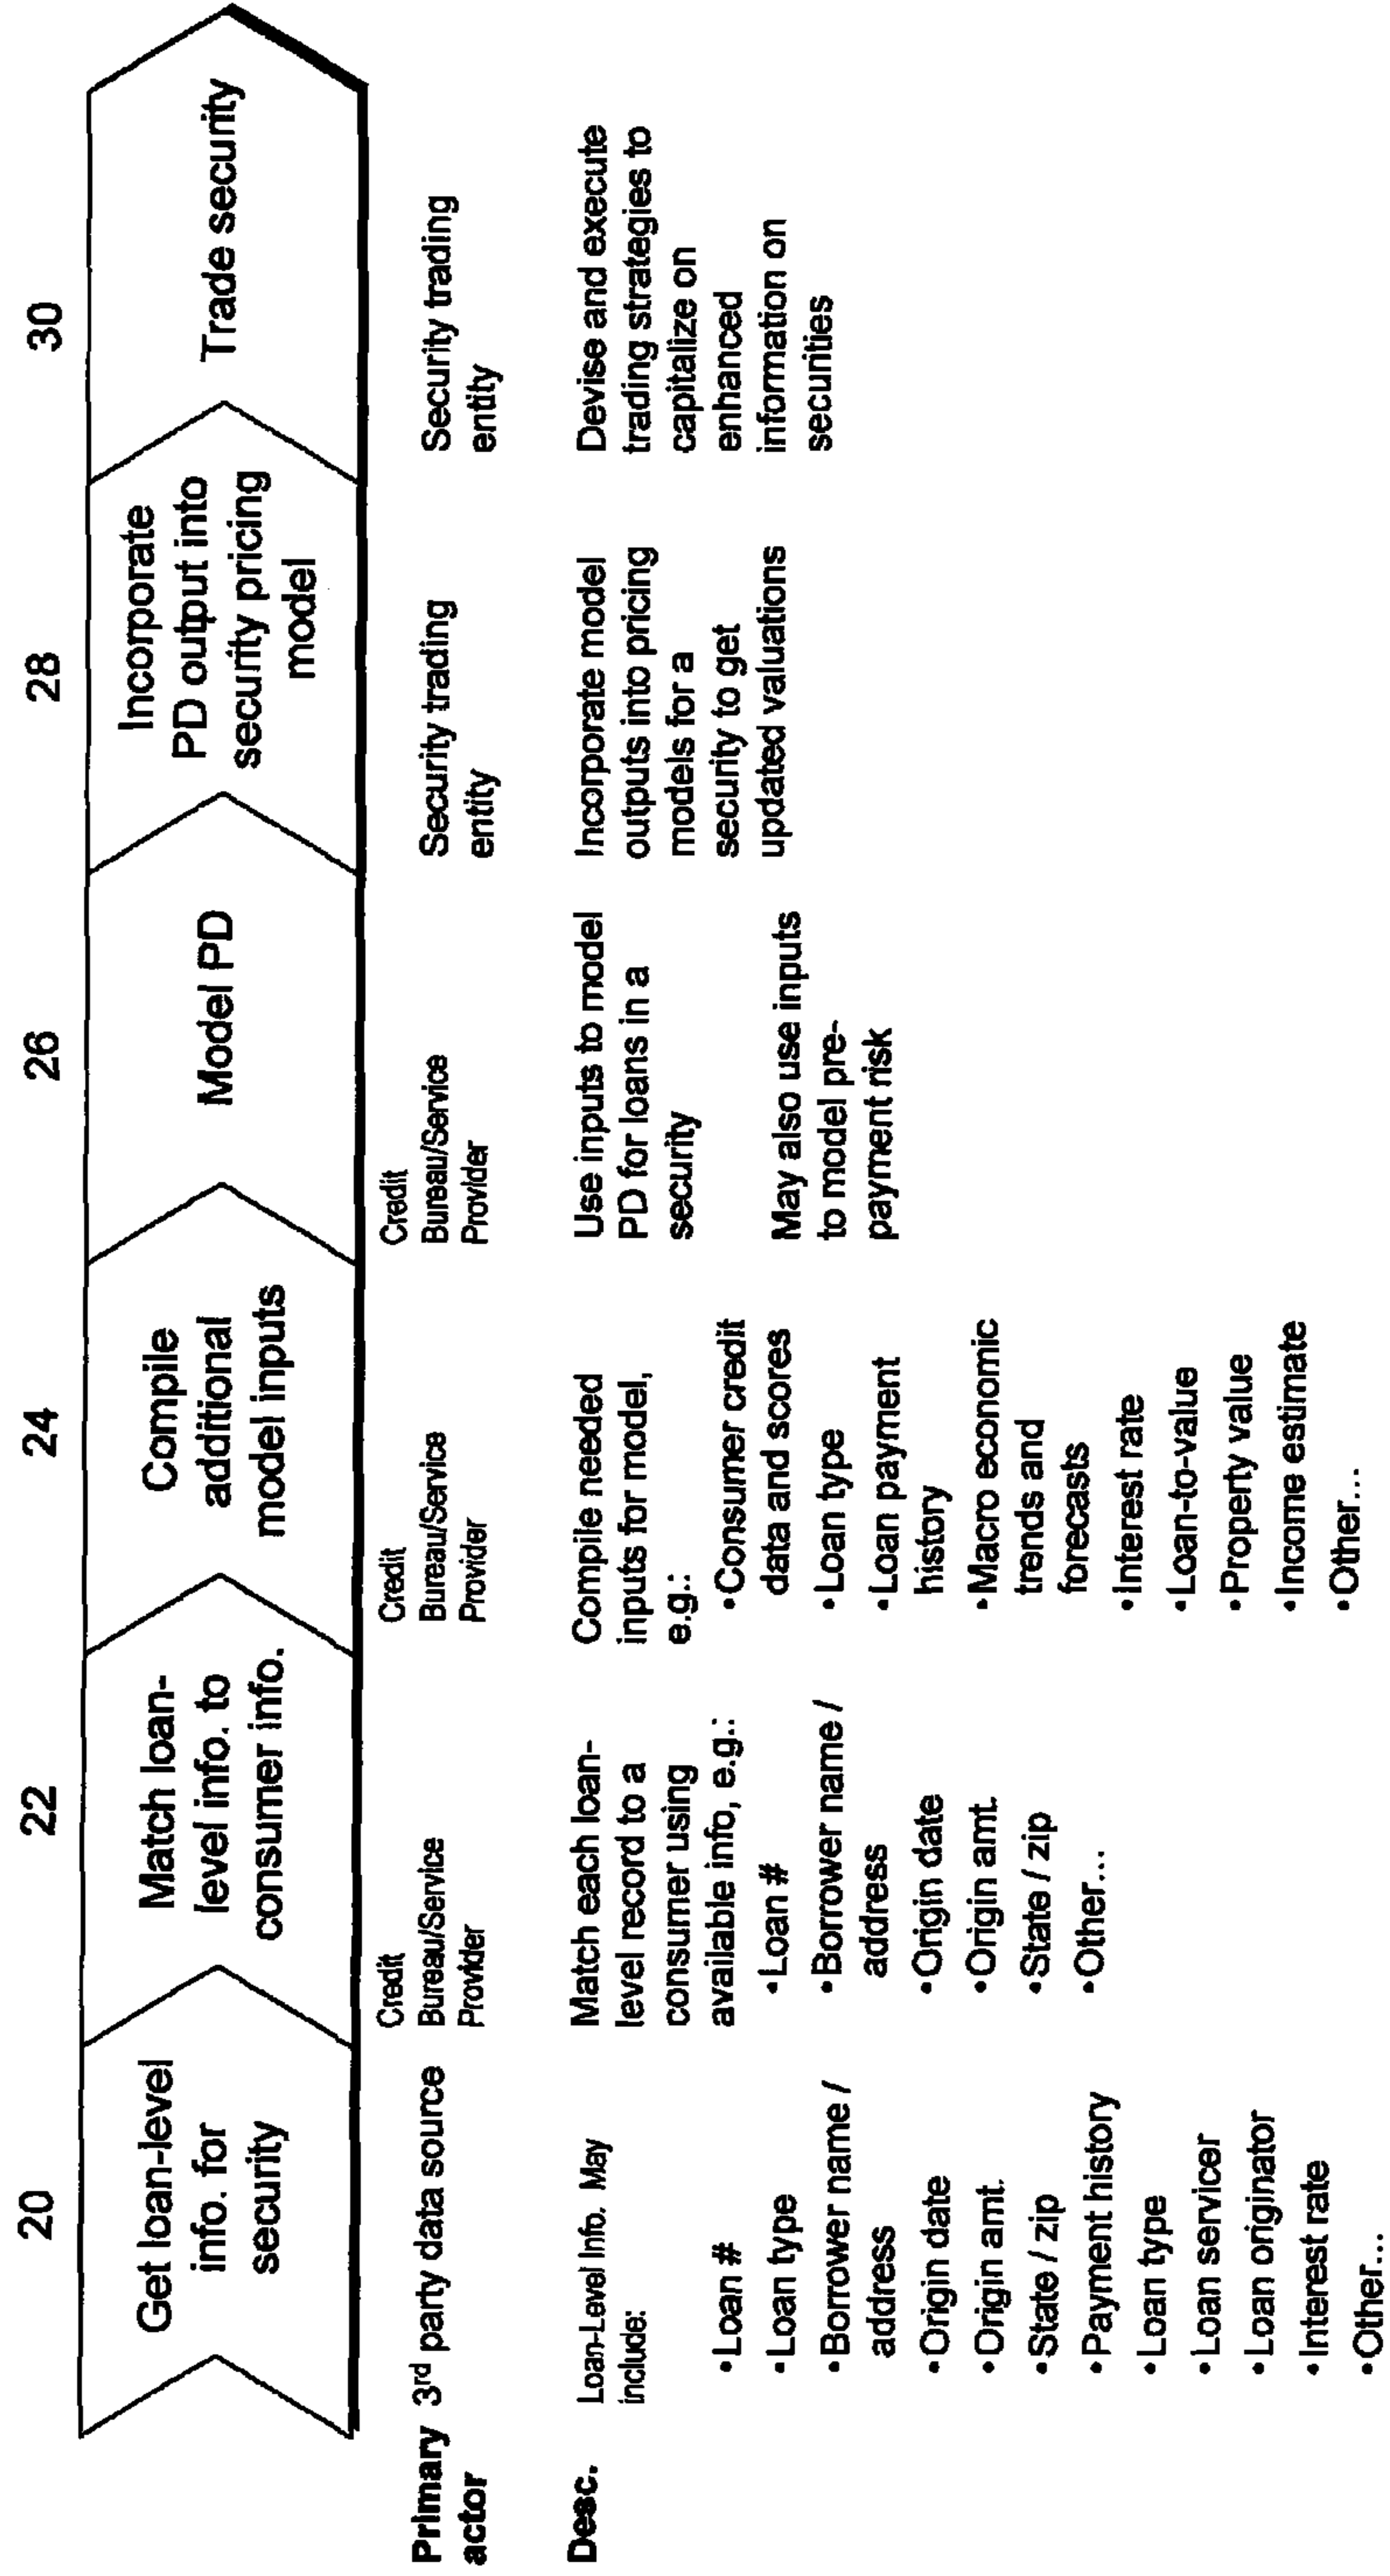 20
22
24
26
28
30
Get loan-level
info. for
security
Match loan-
level info. to
consumer info.
Compile
additional
model inputs
Model PD
Incorporate
PD output into
security pricing
model
Trade security
Primary
actor
3rd party data source
Credit
Bureau/Service
Provider
Credit
Bureau/Service
Provider
Credit
Bureau/Service
Provider
Security trading
entity
Security trading
entity
Desc.
Loan-Level Info. May
include:
•Loan #
•Loan type
•Borrower name /
address
•Origin date
•Origin amt.
•State / zip
•Payment history
•Loan type
•Loan servicer
•Loan originator
•Interest rate
•Other...
Match each loan-
level record to a
consumer using
available info, e.g.:
•Loan #
•Borrower name /
address
•Origin date
•Origin amt.
•State / zip
•Other...
Compile needed
inputs for model,
e.g.:
•Consumer credit
data and scores
•Loan type
•Loan payment
history
•Macro economic
trends and
forecasts
•Interest rate
•Loan-to-value
•Property value
•Income estimate
•Other...
Use inputs to model
PD for loans in a
security
May also use inputs
to model pre-
payment risk
Incorporate model
outputs into pricing
models for a
security to get
updated valuations
Devise and execute
trading strategies to
capitalize on
enhanced
information on
securities